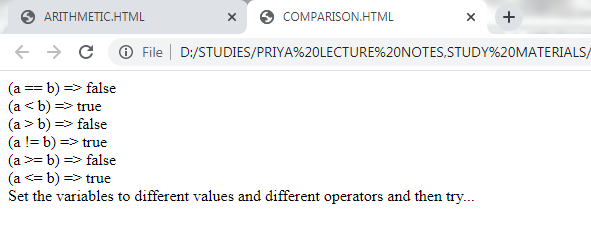 ARITHMETIC.HTML
COMPARISON.HTML
File
D:/STUDIES/PRIYA%20LECTURE%20NOTES,STUDY%20MATERIALS/
(a == b) => false
(a < b) => true
(a > b) => false
(a != b) => true
(a >= b) => false
(a <= b) => true
Set the variables to different values and different operators and then try...